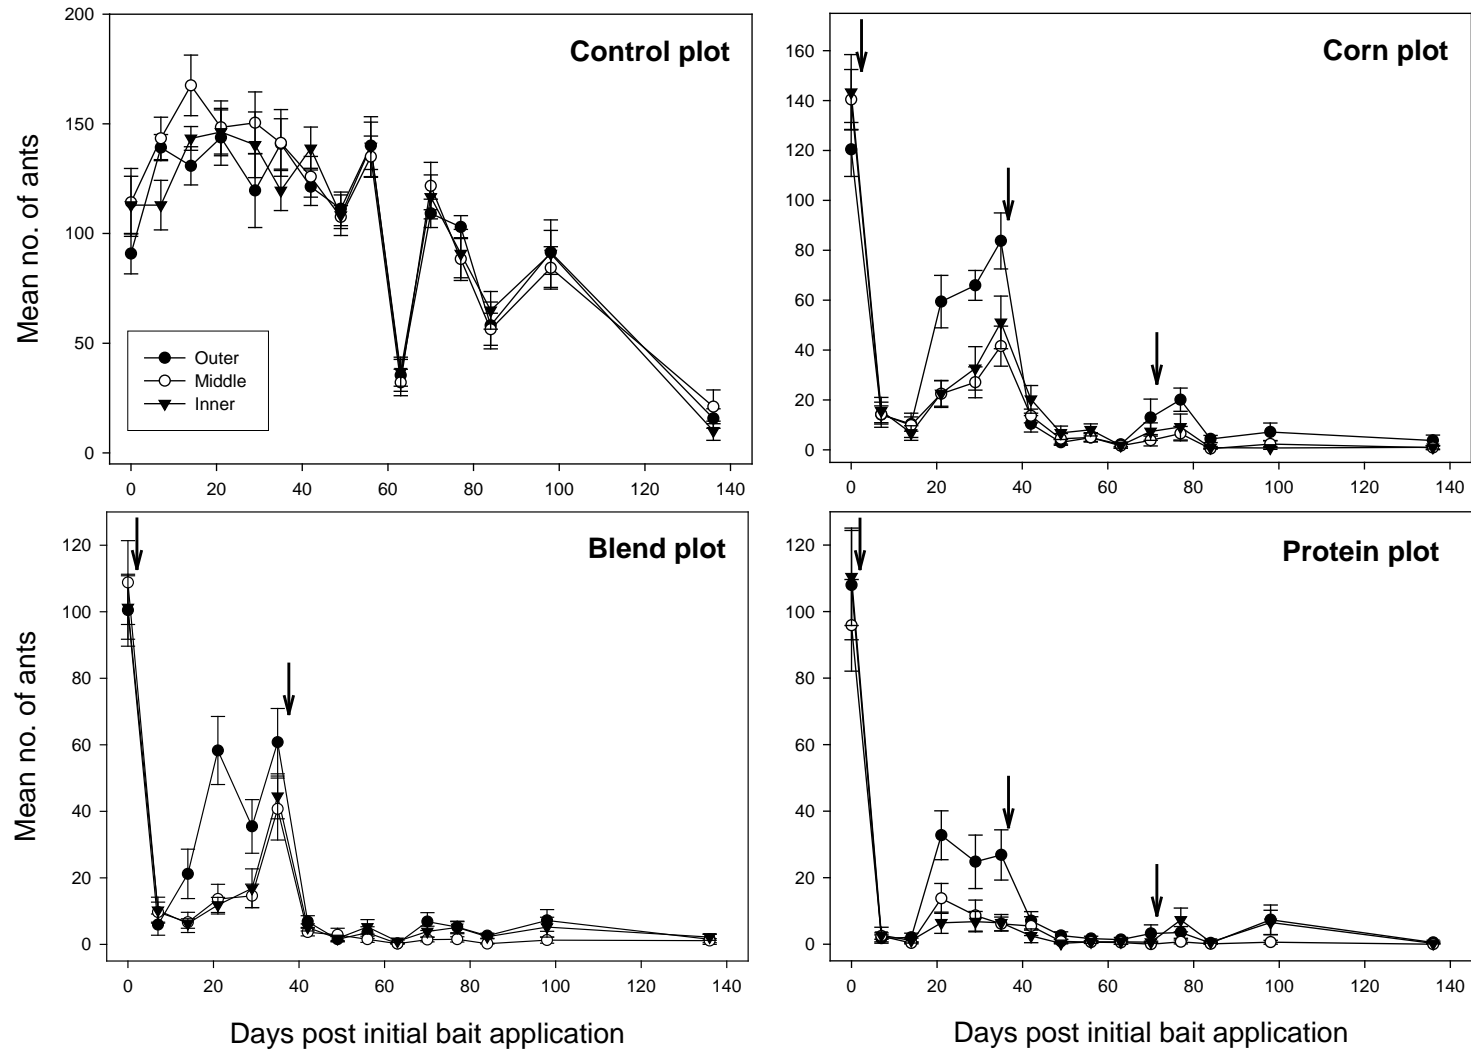 Control plot
Mean no. of ants
200
150
100
50
0
Outer
Middle
Inner
0 20 40 60 80 100 120 140
Corn plot
160
140
120
100
80
60
40
20
0
0 20 40 60 80 100 120 140
Blend plot
Mean no. of ants
120
100
80
60
40
20
0
0 20 40 60 80 100 120 140
Days post initial bait application
Protein plot
120
100
80
60
40
20
0
0 20 40 60 80 100 120 140
Days post initial bait application